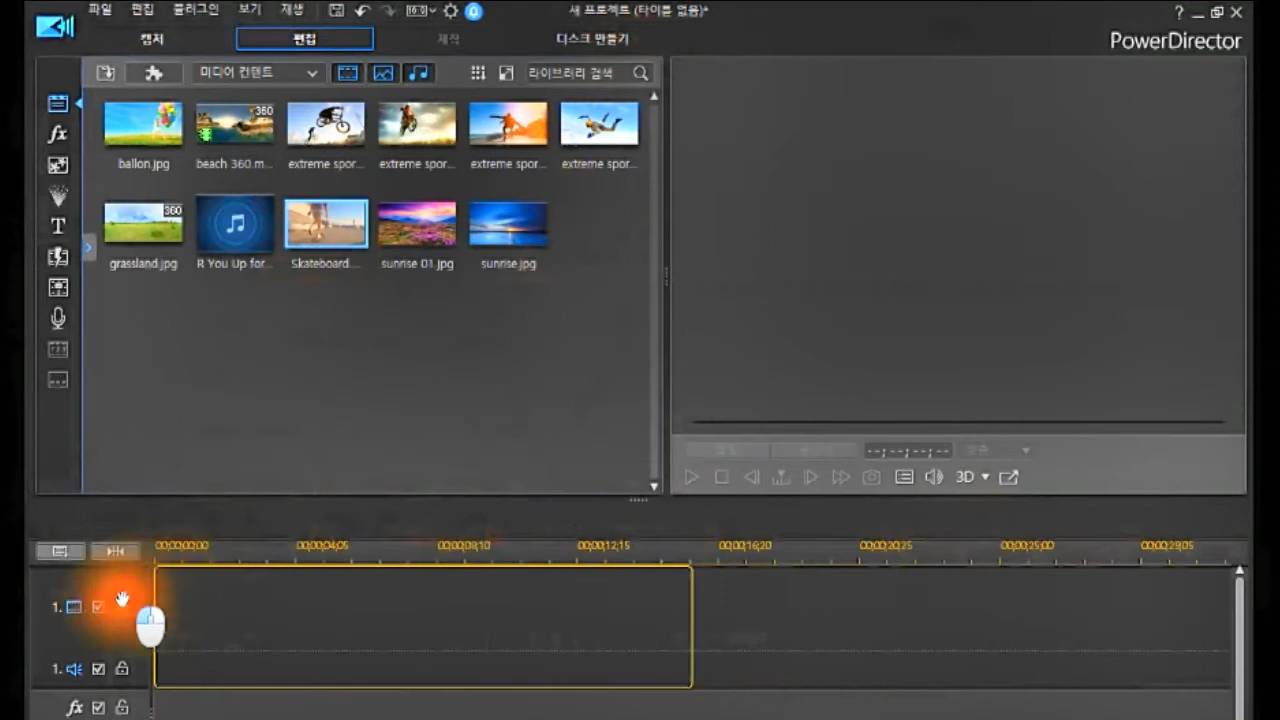 파일 편집 플러그인 보기 재생 16:9 새 프로젝트 (타이틀 없음)* ?
캡처 편집 제작 디스크 만들기
PowerDirector
미디어 컨텐트 라이브러리 검색
360
ballon.jpg beach 360 m... extreme spor... extreme spor... extreme spor... extreme spor...
360
grassland.jpg R You Up for... Skateboard... sunrise 01.jpg sunrise.jpg
fx
T
--;--;--;--
3D
00;00;00;00 00;00;04;05 00;00;08;10 00;00;12;15 00;00;16;20 00;00;20;25 00;00;25;00 00;00;29;05
1.
1.
fx